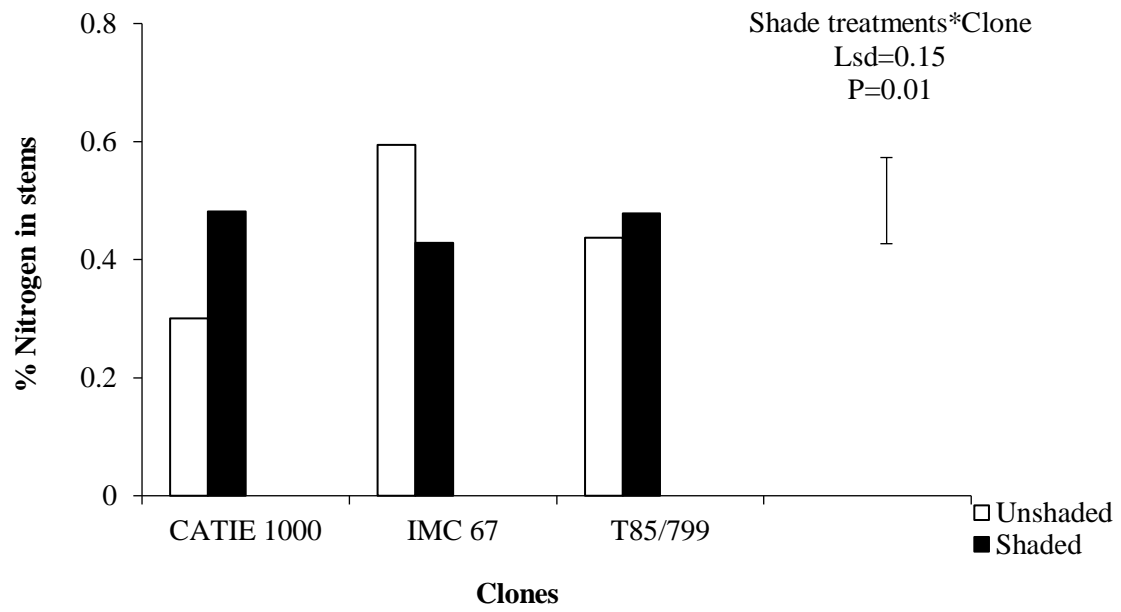 Shade treatments*Clone
Lsd=0.15
P=0.01
0.8
0.6
0.4
0.2
0
% Nitrogen in stems
CATIE 1000 IMC 67 T85/799
Unshaded
Shaded
Clones